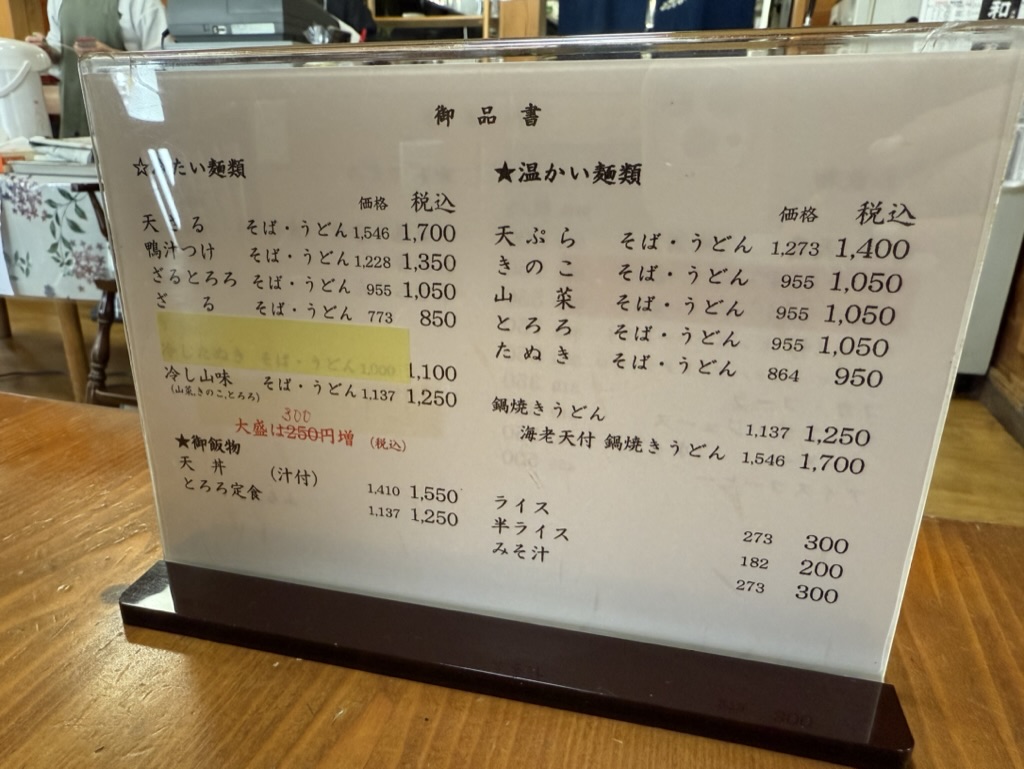 御品書
たい麺類
価格 税込
天ざる そば・うどん 1,546 1,700
鴨汁つけ そば・うどん 1,228 1,350
ざるとろろ そば・うどん 955 1,050
ざる そば・うどん 773 850
冷したぬき そば・うどん 1,000 1,100
冷し山味 そば・うどん 1,137 1,250
(山菜,きのこ,とろろ)
300
大盛は250円増 (税込)
★御飯物
天丼 (汁付) 1,410 1,550
とろろ定食 1,137 1,250
★温かい麺類
価格 税込
天ぷら そば・うどん 1,273 1,400
きのこ そば・うどん 955 1,050
山菜 そば・うどん 955 1,050
とろろ そば・うどん 955 1,050
たぬき そば・うどん 864 950
鍋焼きうどん 1,137 1,250
海老天付 鍋焼きうどん 1,546 1,700
ライス 273 300
半ライス 182 200
みそ汁 273 300